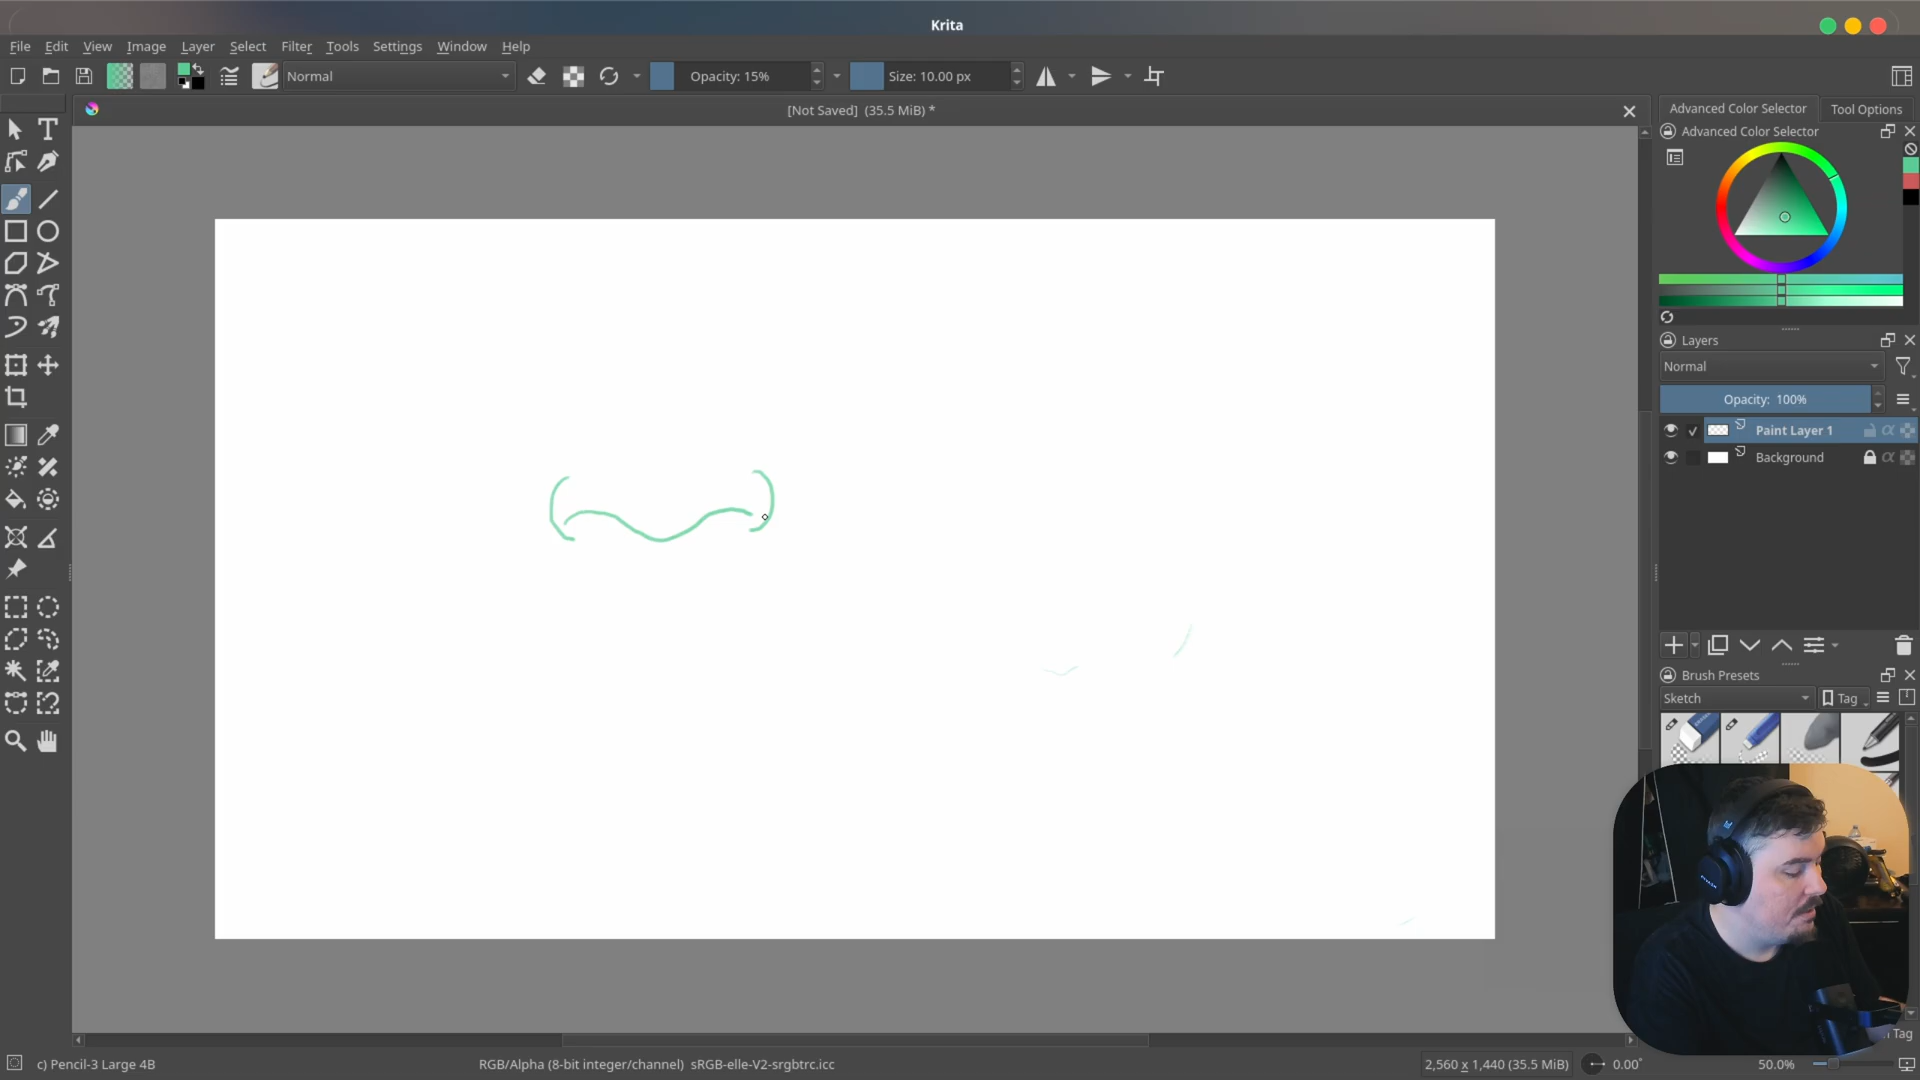 Krita
File Edit View Image Layer Select Filter Tools Settings Window Help
Normal Opacity: 15% Size: 10.00 px
[Not Saved] (35.5 MiB) *
Advanced Color Selector Tool Options
Advanced Color Selector
Layers
Normal
Opacity: 100%
Paint Layer 1
Background
Brush Presets
Sketch Tag
Tag
c) Pencil-3 Large 4B RGB/Alpha (8-bit integer/channel) sRGB-elle-V2-srgbtrc.icc 2,560 x 1,440 (35.5 MiB) 0.00° 50.0%